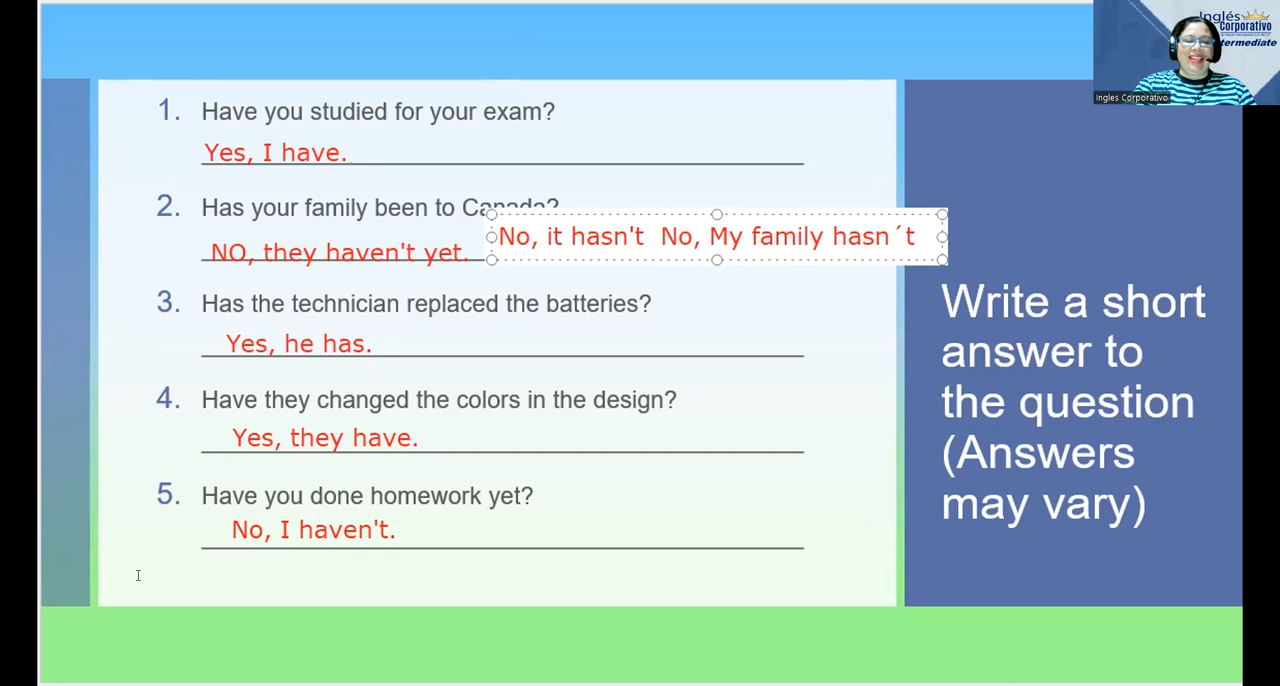 Inglés
Corporativo
Intermediate
Ingles Corporativo
1. Have you studied for your exam?
Yes, I have.
2. Has your family been to Canada?
No, it hasn't No, My family hasn´t
NO, they haven't yet.
3. Has the technician replaced the batteries?
Yes, he has.
4. Have they changed the colors in the design?
Yes, they have.
5. Have you done homework yet?
No, I haven't.
Write a short
answer to
the question
(Answers
may vary)